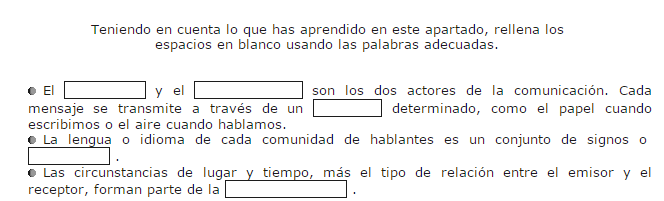 Teniendo en cuenta lo que has aprendido en este apartado, rellena los
espacios en blanco usando las palabras adecuadas.
El y el son los dos actores de la comunicación. Cada
mensaje se transmite a través de un determinado, como el papel cuando
escribimos o el aire cuando hablamos.
La lengua o idioma de cada comunidad de hablantes es un conjunto de signos o
.
Las circunstancias de lugar y tiempo, más el tipo de relación entre el emisor y el
receptor, forman parte de la .